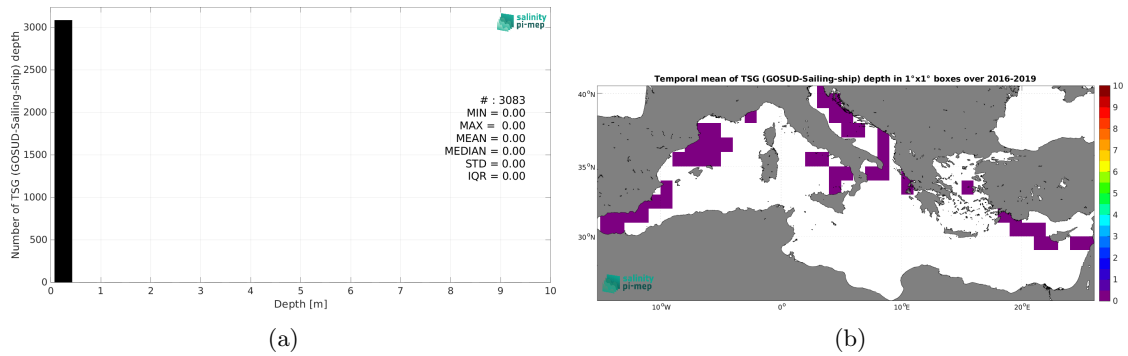 salinity
pi-mep
3000
2500
2000
1500
1000
500
0
Number of TSG (GOSUD-Sailing-ship) depth
# : 3083
MIN = 0.00
MAX = 0.00
MEAN = 0.00
MEDIAN = 0.00
STD = 0.00
IQR = 0.00
0 1 2 3 4 5 6 7 8 9 10
Depth [m]
(a)
Temporal mean of TSG (GOSUD-Sailing-ship) depth in 1°x1° boxes over 2016-2019
40°N
35°N
30°N
10°W 0° 10°E 20°E
salinity
pi-mep
10
9
8
7
6
5
4
3
2
1
0
(b)